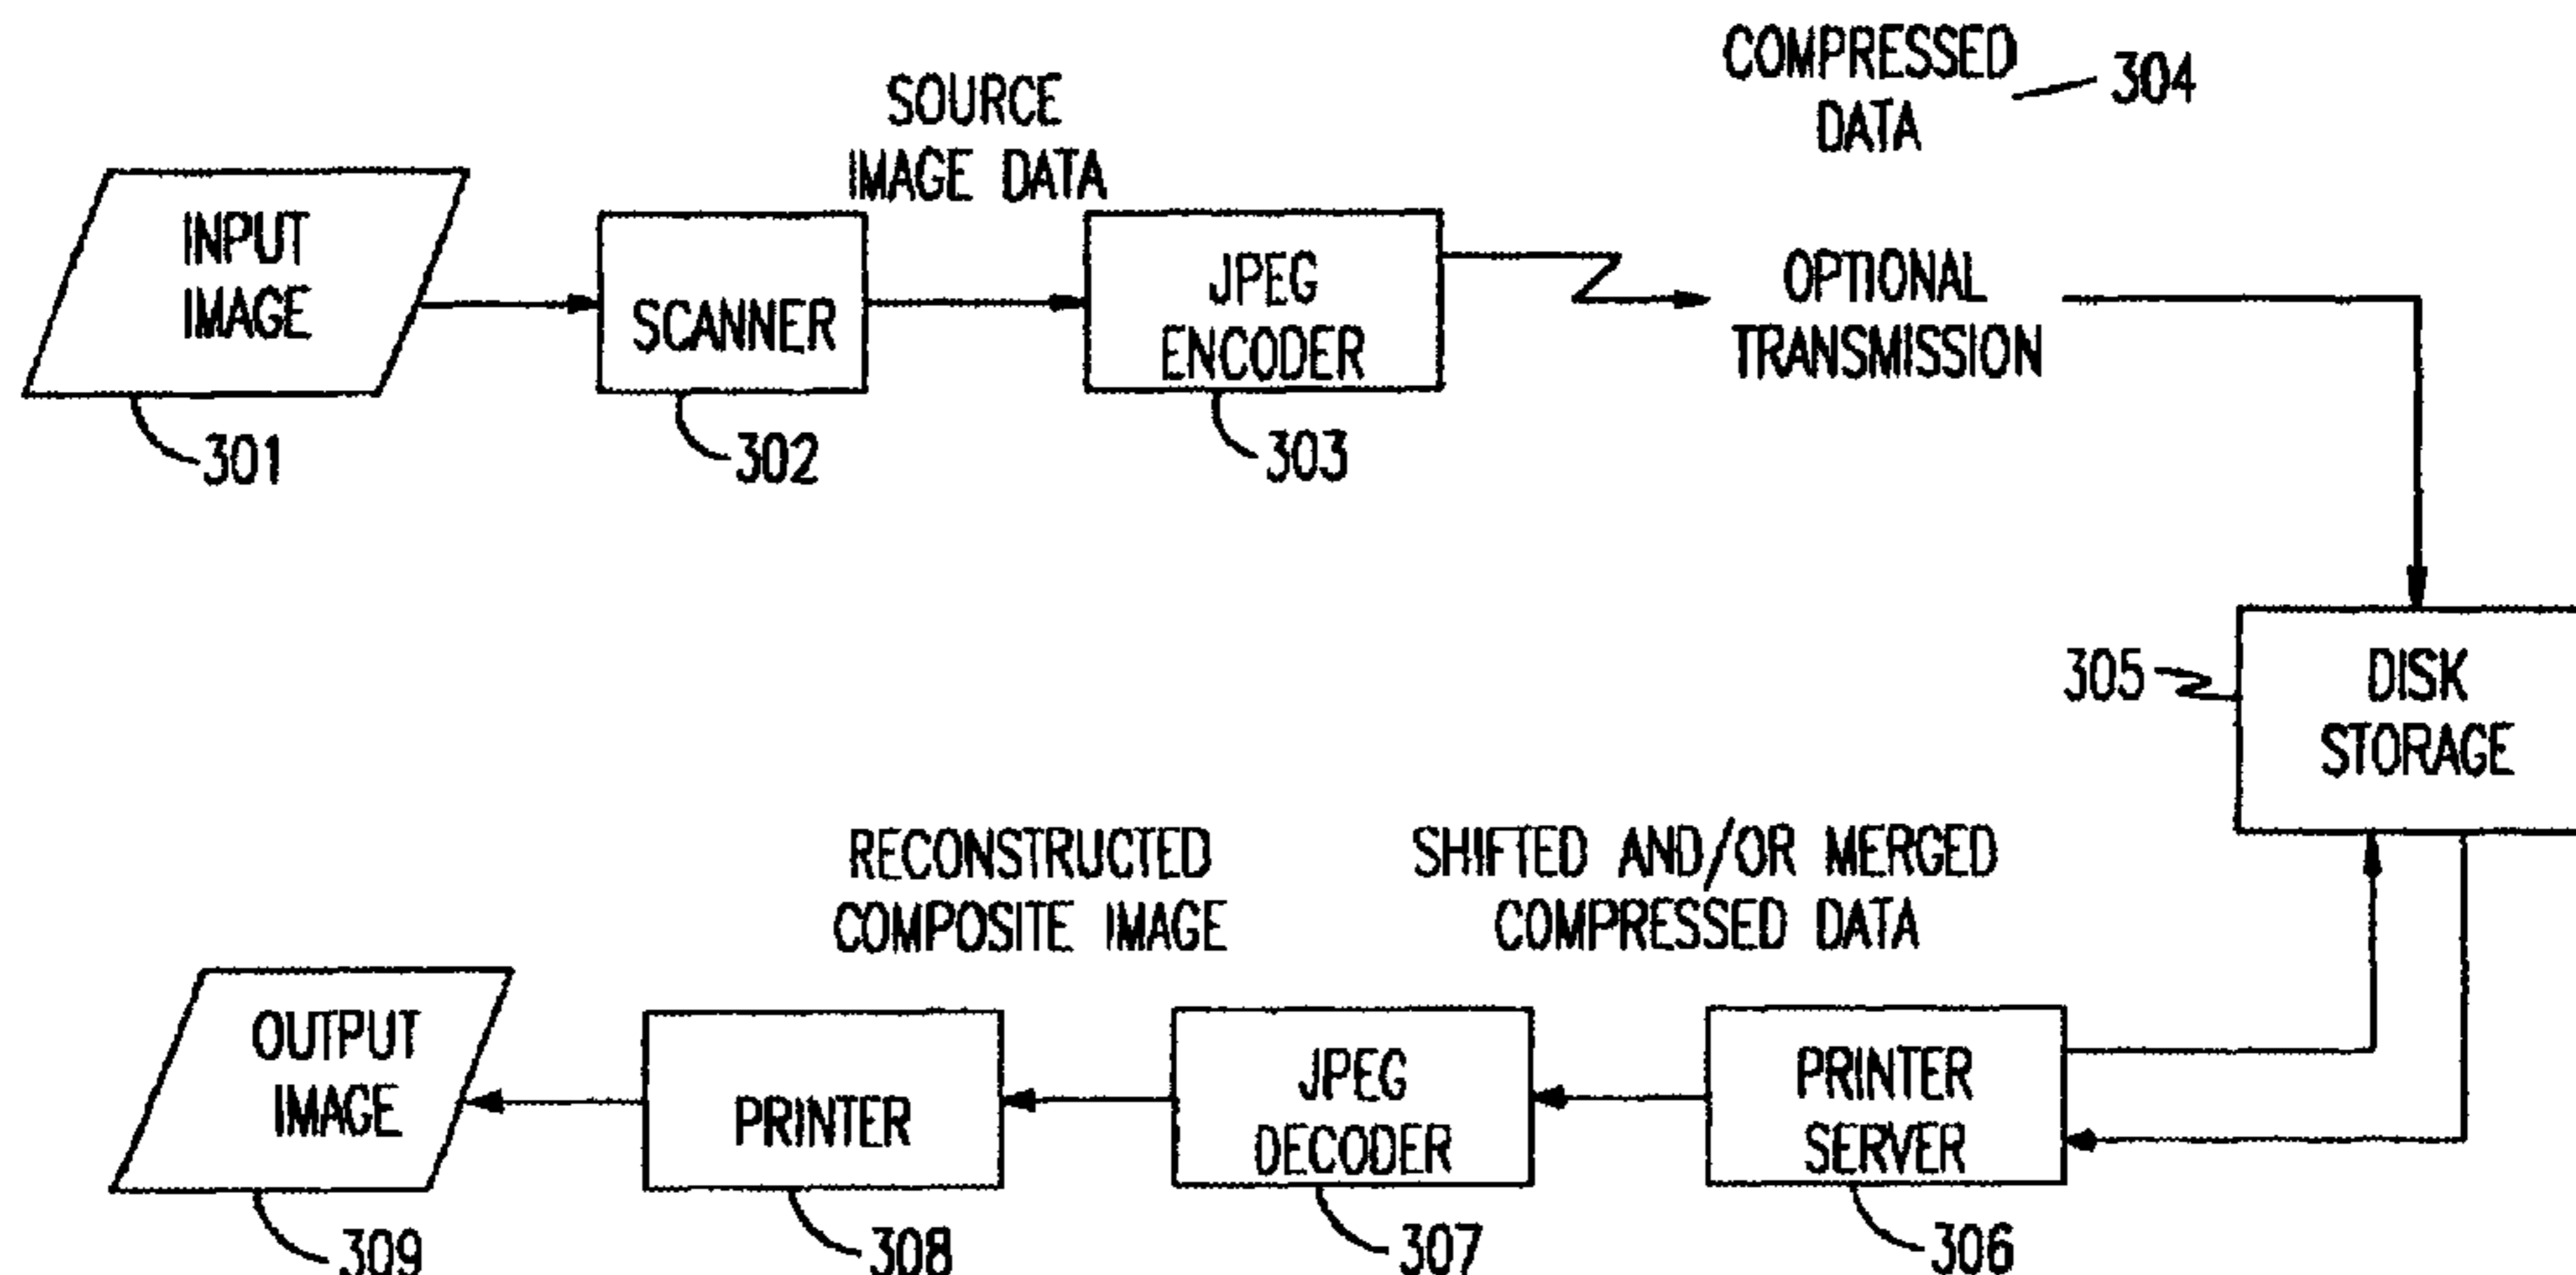 COMPRESSED
DATA
304
SOURCE
IMAGE DATA
INPUT
IMAGE
SCANNER
JPEG
ENCODER
OPTIONAL
TRANSMISSION
301
302
303
305
DISK
STORAGE
RECONSTRUCTED
COMPOSITE IMAGE
SHIFTED AND/OR MERGED
COMPRESSED DATA
OUTPUT
IMAGE
PRINTER
JPEG
DECODER
PRINTER
SERVER
309
308
307
306